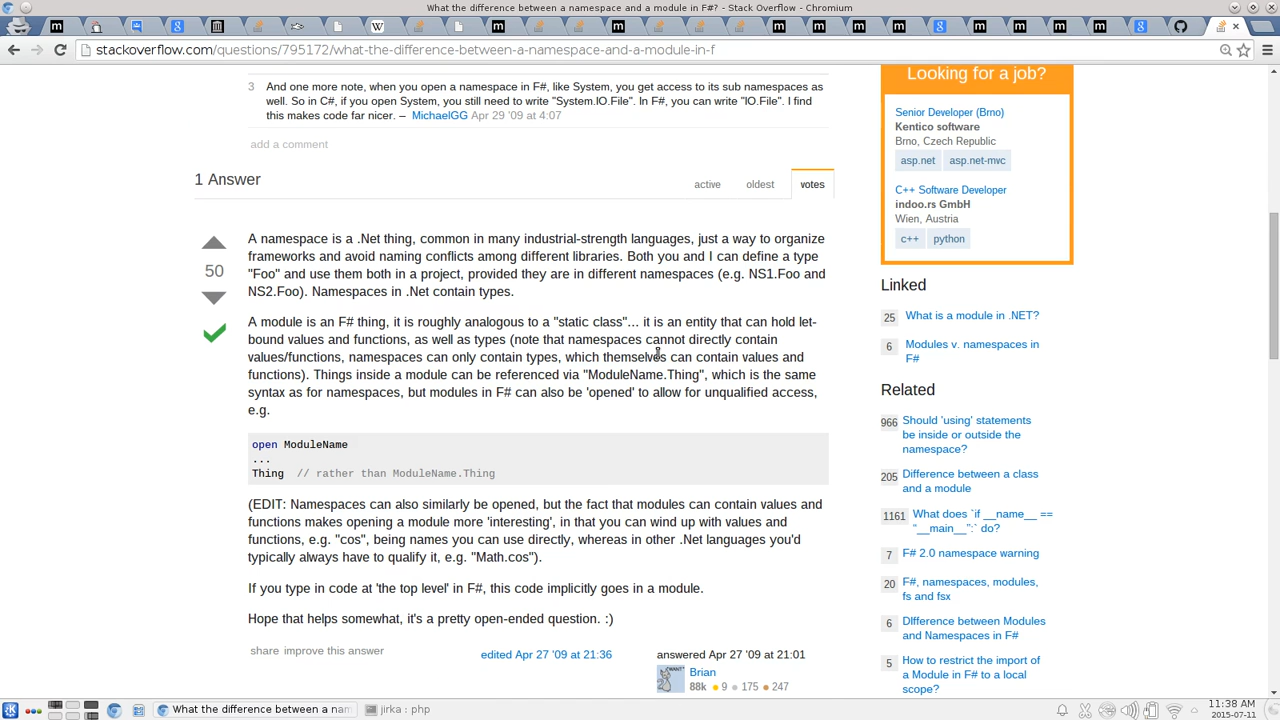 What the difference between a namespace and a module in F#? - Stack Overflow - Chromium
stackoverflow.com/questions/795172/what-the-difference-between-a-namespace-and-a-module-in-f
3 And one more note, when you open a namespace in F#, like System, you get access to its sub namespaces as
well. So in C#, if you open System, you still need to write "System.IO.File". In F#, you can write "IO.File". I find
this makes code far nicer. – MichaelGG Apr 29 '09 at 4:07
add a comment
1 Answer
active oldest votes
50
A namespace is a .Net thing, common in many industrial-strength languages, just a way to organize
frameworks and avoid naming conflicts among different libraries. Both you and I can define a type
"Foo" and use them both in a project, provided they are in different namespaces (e.g. NS1.Foo and
NS2.Foo). Namespaces in .Net contain types.
A module is an F# thing, it is roughly analogous to a "static class"... it is an entity that can hold let-
bound values and functions, as well as types (note that namespaces cannot directly contain
values/functions, namespaces can only contain types, which themselves can contain values and
functions). Things inside a module can be referenced via "ModuleName.Thing", which is the same
syntax as for namespaces, but modules in F# can also be 'opened' to allow for unqualified access,
e.g.
open ModuleName
...
Thing // rather than ModuleName.Thing
(EDIT: Namespaces can also similarly be opened, but the fact that modules can contain values and
functions makes opening a module more 'interesting', in that you can wind up with values and
functions, e.g. "cos", being names you can use directly, whereas in other .Net languages you'd
typically always have to qualify it, e.g. "Math.cos").
If you type in code at 'the top level' in F#, this code implicitly goes in a module.
Hope that helps somewhat, it's a pretty open-ended question. :)
share improve this answer
edited Apr 27 '09 at 21:36
answered Apr 27 '09 at 21:01
Brian
88k 9 175 247
Looking for a job?
Senior Developer (Brno)
Kentico software
Brno, Czech Republic
asp.net asp.net-mvc
C++ Software Developer
indoo.rs GmbH
Wien, Austria
c++ python
Linked
25 What is a module in .NET?
6 Modules v. namespaces in
F#
Related
966 Should 'using' statements
be inside or outside the
namespace?
205 Difference between a class
and a module
1161 What does `if __name__ ==
"__main__":` do?
7 F# 2.0 namespace warning
20 F#, namespaces, modules,
fs and fsx
6 DIfference between Modules
and Namespaces in F#
5 How to restrict the import of
a Module in F# to a local
scope?
What the difference between a nam
jirka : php
11:38 AM
2015-07-11